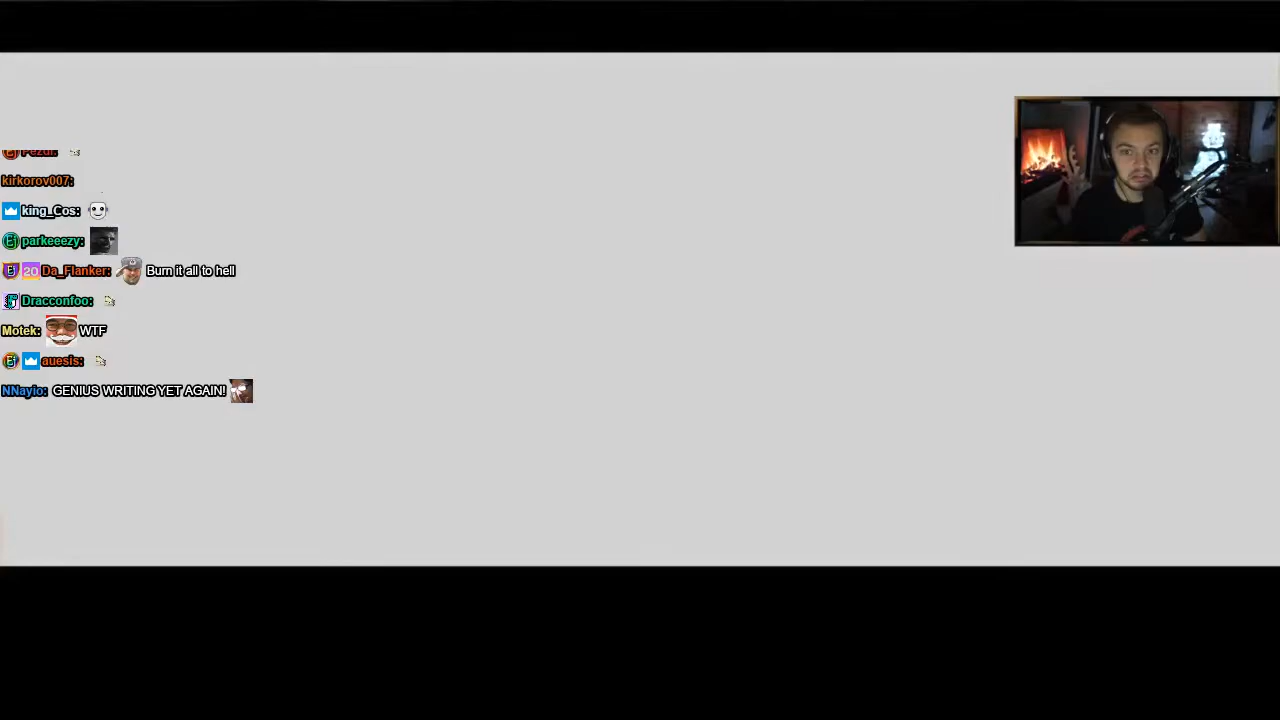 Pezdi:
kirkorov007:
king_Cos:
parkeeezy:
20 Da_Flanker: Burn it all to hell
Dracconfoo:
Motek: WTF
auesis:
NNayio: GENIUS WRITING YET AGAIN!